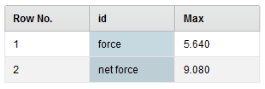 Row No. id Max
1 force 5.640
2 net force 9.080